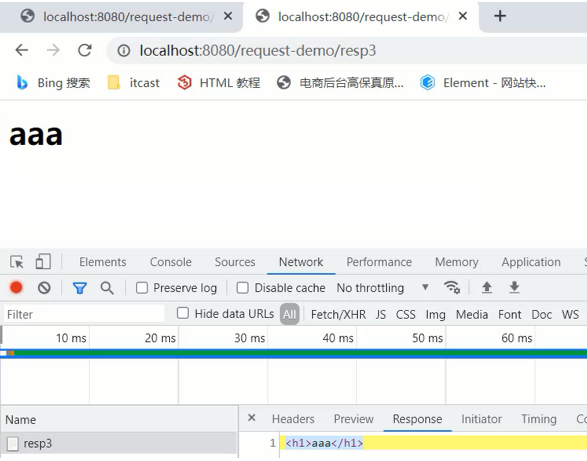 localhost:8080/request-demo/ localhost:8080/request-demo/
localhost:8080/request-demo/resp3
Bing 搜索 itcast HTML 教程 电商后台高保真原... Element - 网站快...
aaa
Elements Console Sources Network Performance Memory Application S
Preserve log Disable cache No throttling
Filter Hide data URLs All Fetch/XHR JS CSS Img Media Font Doc WS
10 ms 20 ms 30 ms 40 ms 50 ms 60 ms
Name × Headers Preview Response Initiator Timing Co
resp3 1 <h1>aaa</h1>